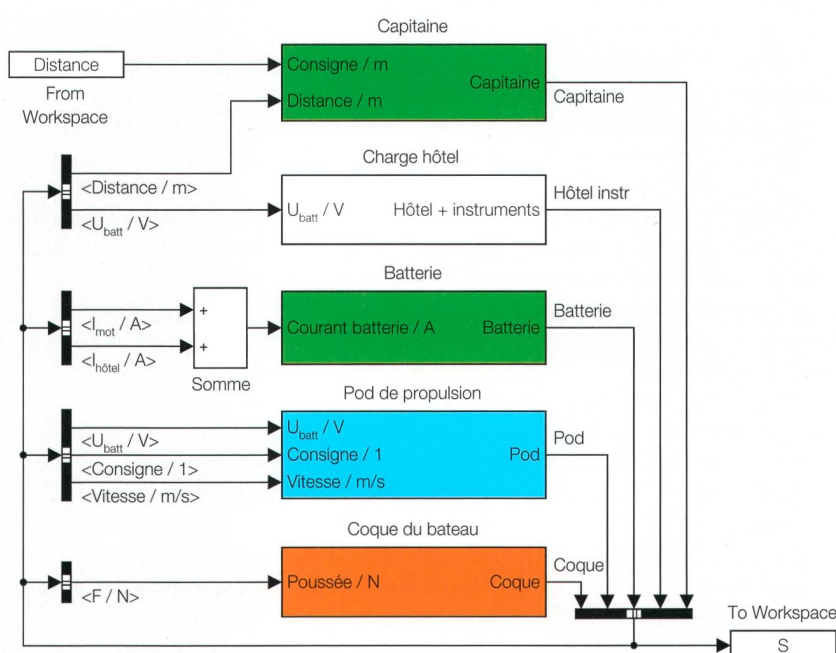 Capitaine
Distance
From
Workspace
Consigne / m
Distance / m
Capitaine
Capitaine
<Distance / m>
<U_batt / V>
Charge hôtel
U_batt / V
Hôtel + instruments
Hôtel instr
Batterie
<I_mot / A>
<I_hôtel / A>
+
+
Somme
Courant batterie / A
Batterie
Batterie
Pod de propulsion
<U_batt / V>
<Consigne / 1>
<Vitesse / m/s>
U_batt / V
Consigne / 1
Vitesse / m/s
Pod
Pod
Coque du bateau
<F / N>
Poussée / N
Coque
Coque
To Workspace
S